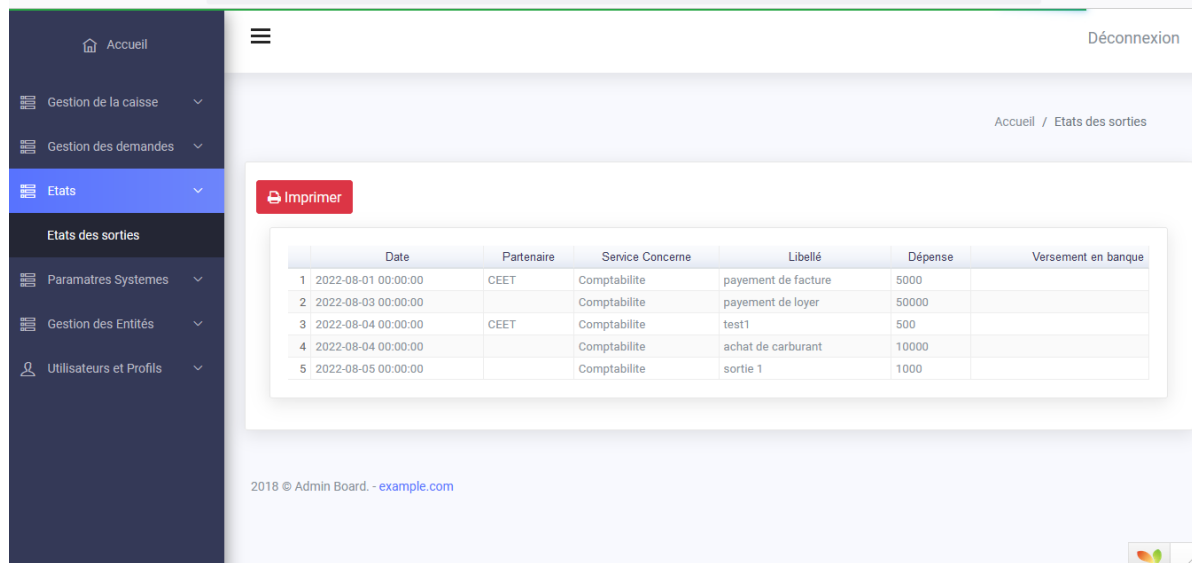 Accueil
Gestion de la caisse
Gestion des demandes
Etats
Etats des sorties
Paramatres Systemes
Gestion des Entités
Utilisateurs et Profils
Déconnexion
Accueil / Etats des sorties
Imprimer
Date Partenaire Service Concerne Libellé Dépense Versement en banque
1 2022-08-01 00:00:00 CEET Comptabilite payement de facture 5000
2 2022-08-03 00:00:00 Comptabilite payement de loyer 50000
3 2022-08-04 00:00:00 CEET Comptabilite test1 500
4 2022-08-04 00:00:00 Comptabilite achat de carburant 10000
5 2022-08-05 00:00:00 Comptabilite sortie 1 1000
2018 © Admin Board. - example.com